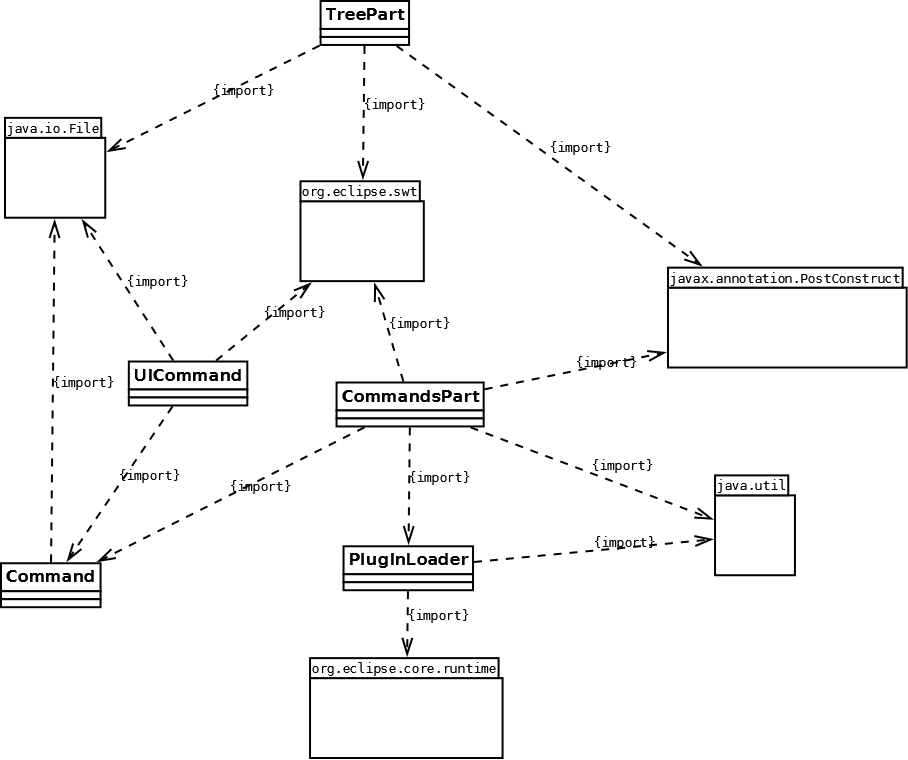 TreePart
{import}
{import}
java.io.File
{import}
org.eclipse.swt
javax.annotation.PostConstruct
{import}
{import}
{import}
{import}
UICommand
{import}
CommandsPart
{import}
{import}
{import}
{import}
java.util
{import}
{import}
PlugInLoader
Command
{import}
org.eclipse.core.runtime